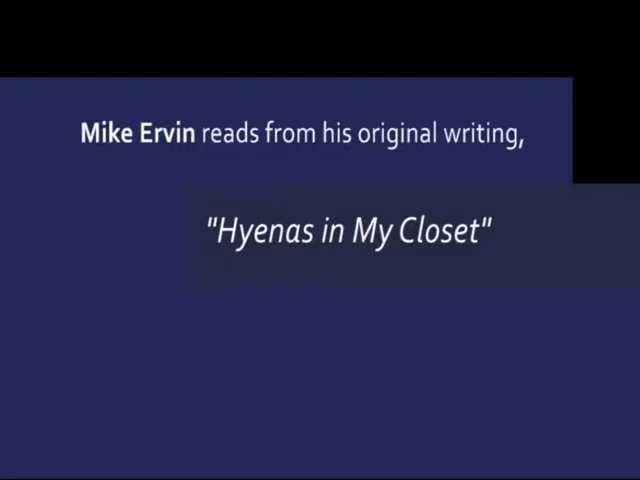 Mike Ervin reads from his original writing,
"Hyenas in My Closet"